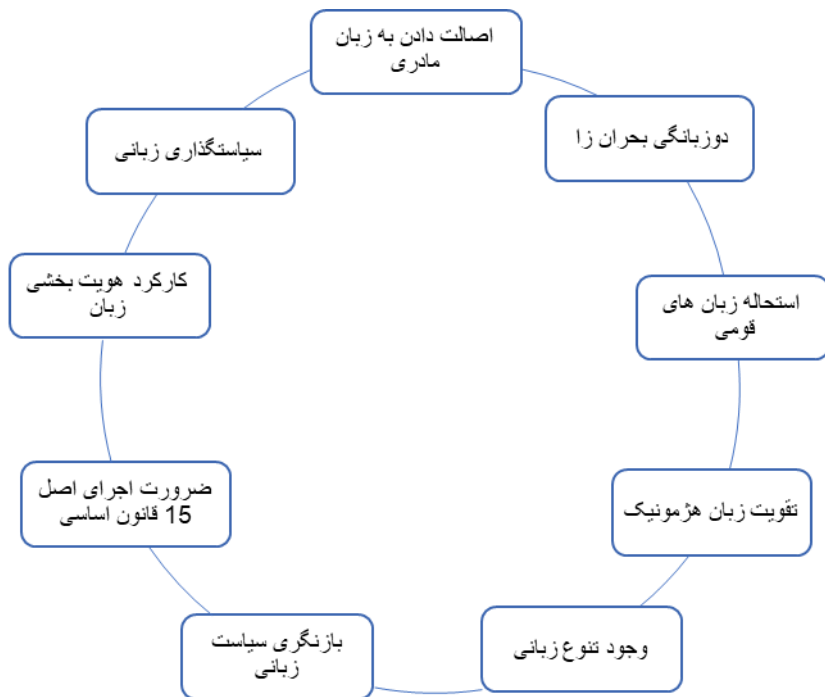 اصالت دادن به زبان
مادری
دوزبانگی بحران زا
استحاله زبان های
قومی
تقویت زبان هژمونیک
وجود تنوع زبانی
بازنگری سیاست
زبانی
ضرورت اجرای اصل
15 قانون اساسی
کارکرد هویت بخشی
زبان
سیاستگذاری زبانی